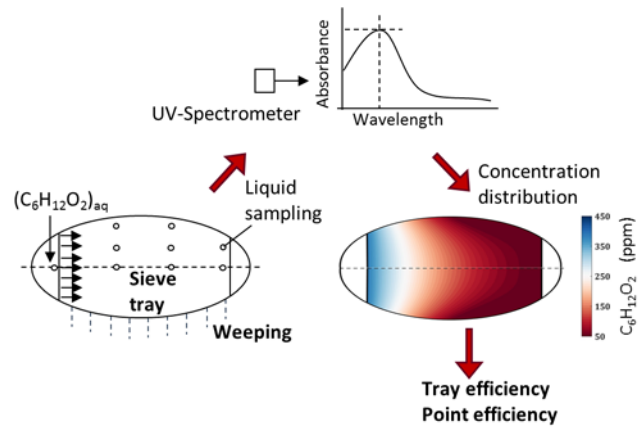 Absorbance
UV-Spectrometer
Wavelength
(C₆H₁₂O₂)aq
Liquid
sampling
Sieve
tray
Weeping
Concentration
distribution
450
350
250
150
50
C₆H₁₂O₂ (ppm)
Tray efficiency
Point efficiency